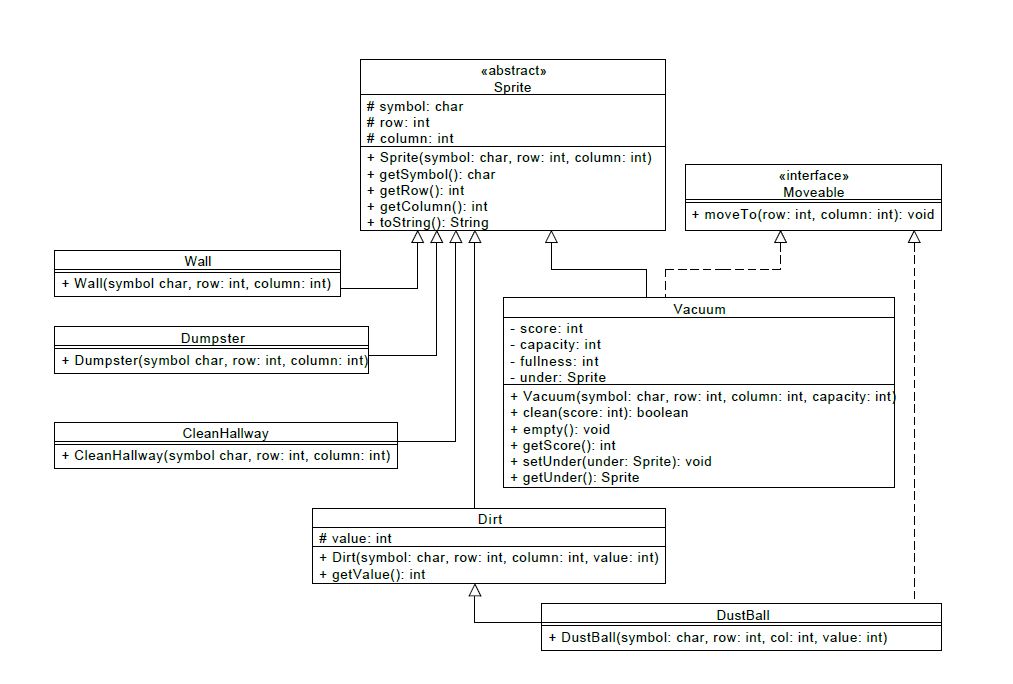 «abstract»
Sprite
# symbol: char
# row: int
# column: int
+ Sprite(symbol: char, row: int, column: int)
+ getSymbol(): char
+ getRow(): int
+ getColumn(): int
+ toString(): String
«interface»
Moveable
+ moveTo(row: int, column: int): void
Wall
+ Wall(symbol char, row: int, column: int)
Dumpster
+ Dumpster(symbol char, row: int, column: int)
CleanHallway
+ CleanHallway(symbol char, row: int, column: int)
Vacuum
- score: int
- capacity: int
- fullness: int
- under: Sprite
+ Vacuum(symbol: char, row: int, column: int, capacity: int)
+ clean(score: int): boolean
+ empty(): void
+ getScore(): int
+ setUnder(under: Sprite): void
+ getUnder(): Sprite
Dirt
# value: int
+ Dirt(symbol: char, row: int, column: int, value: int)
+ getValue(): int
DustBall
+ DustBall(symbol: char, row: int, col: int, value: int)